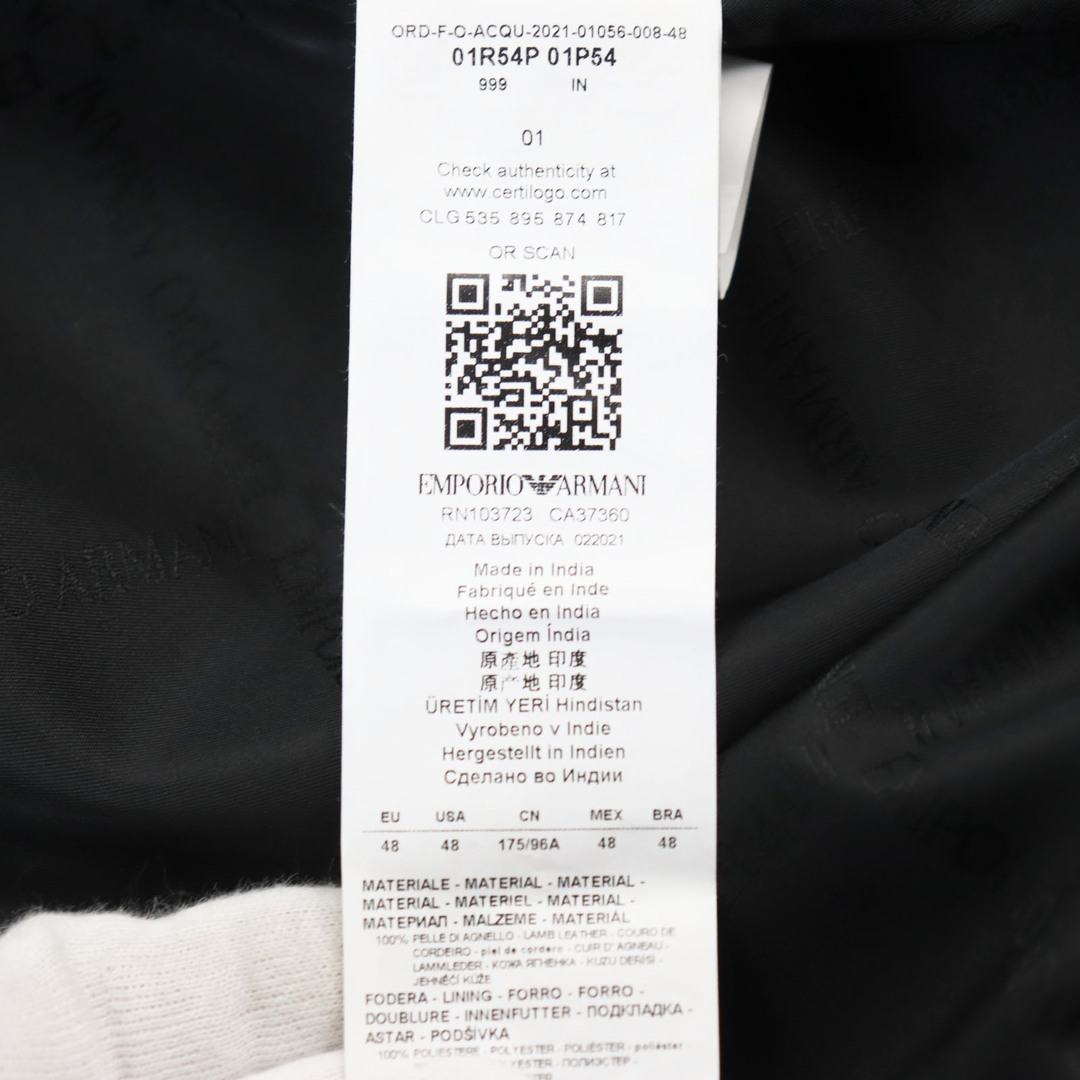 ORD-F-O-ACQU-2021-01056-008-48
01R54P 01P54
999 IN
01
Check authenticity at
www.certilogo.com
CLG 535 895 874 817
OR SCAN
EMPORIO ARMANI
RN103723 CA37360
ДАТА ВЫПУСКА 022021
Made in India
Fabriqué en Inde
Hecho en India
Origem Índia
原產地 印度
原产地 印度
ÜRETİM YERİ Hindistan
Vyrobeno v Indie
Hergestellt in Indien
Сделано во Индии
EU USA CN MEX BRA
48 48 175/96A 48 48
MATERIALE - MATERIAL - MATERIAL -
MATERIAL - MATERIEL - MATERIAL -
МАТЕРИАЛ - MALZEME - MATERIÁL
100% PELLE DI AGNELLO - LAMB LEATHER - COURO DE
CORDEIRO - piel de cordero - CUIR D' AGNEAU -
LAMMLEDER - КОЖА ЯГНЕНКА - KUZU DERİSİ -
JEHNĚČÍ KŮŽE
FODERA - LINING - FORRO - FORRO -
DOUBLURE - INNENFUTTER - ПОДКЛАДКА -
ASTAR - PODŠÍVKA
100% POLIESTERE - POLYESTER - POLIÉSTER - poliéster -
POLYESTER - ПОЛИЭСТЕР -